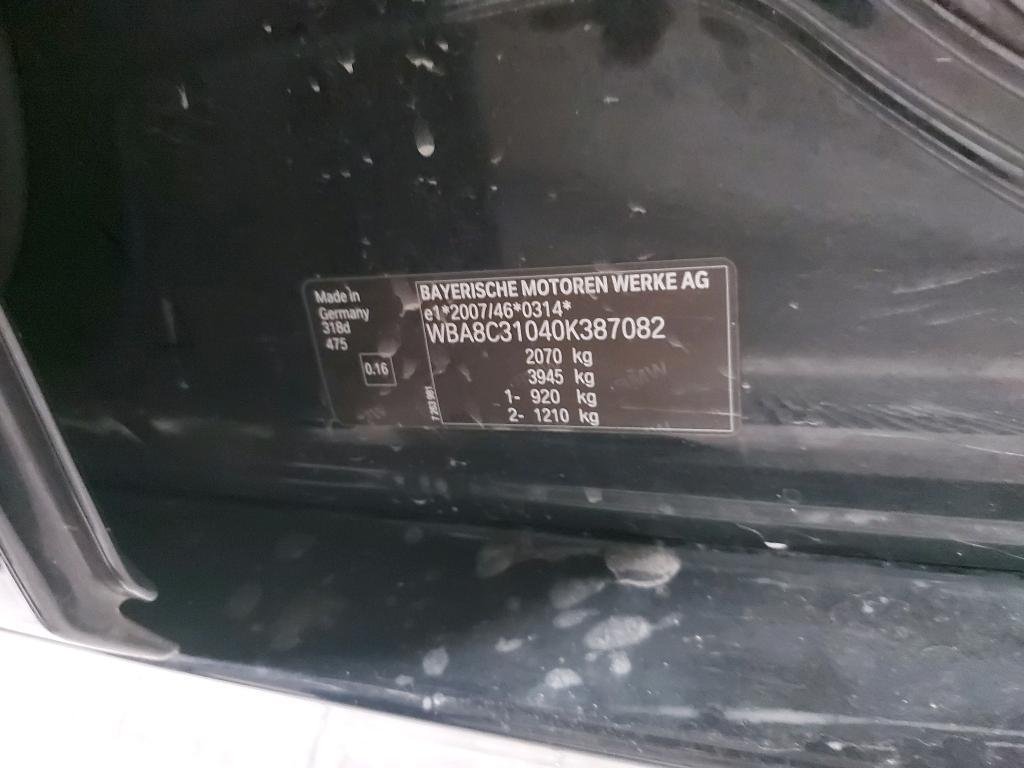 Made in
Germany
318d
475
0.16
BAYERISCHE MOTOREN WERKE AG
e1*2007/46*0314*
WBA8C31040K387082
2070 kg
3945 kg
1- 920 kg
2- 1210 kg